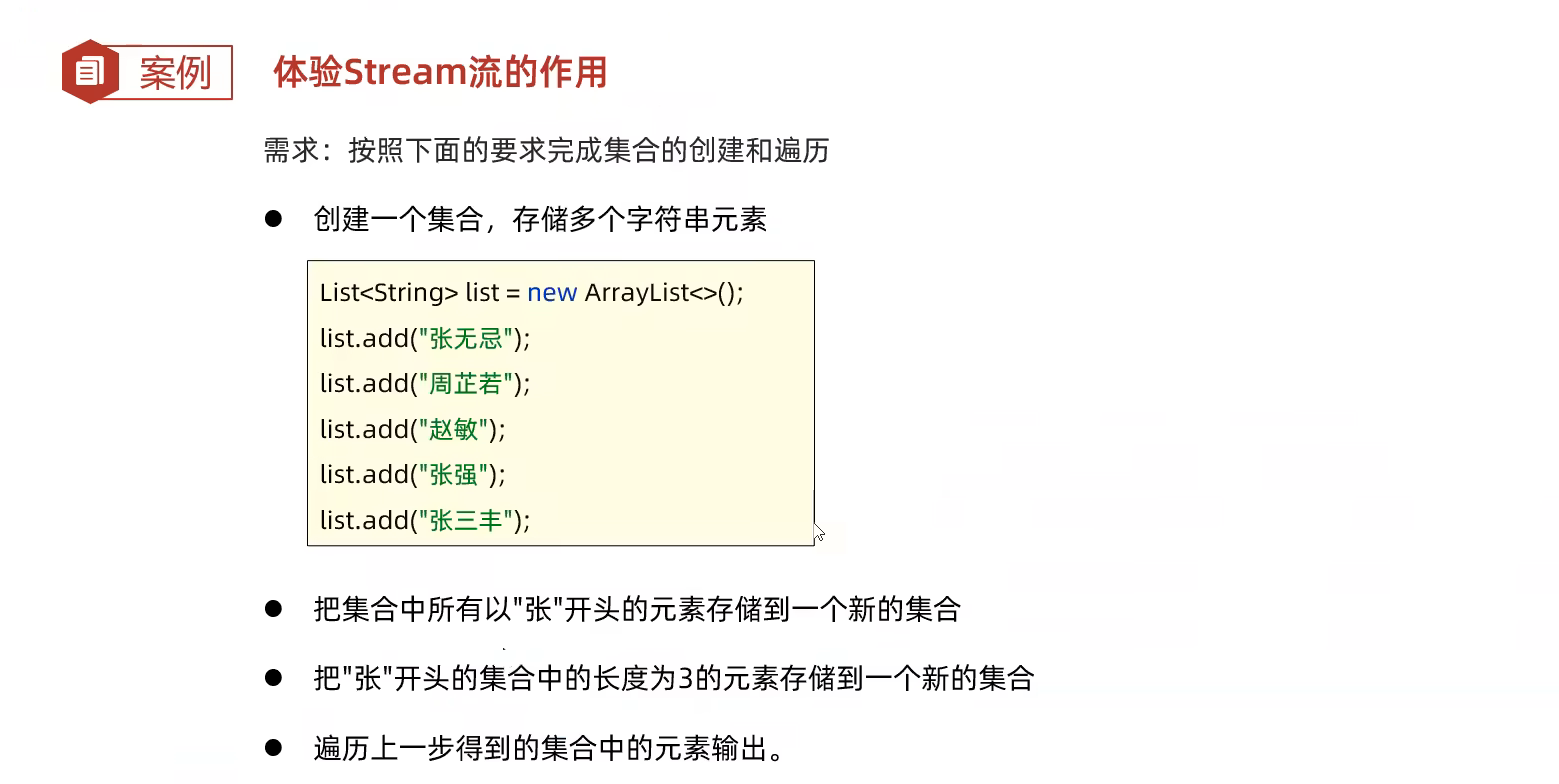 案例
体验Stream流的作用
需求：按照下面的要求完成集合的创建和遍历
● 创建一个集合，存储多个字符串元素
List<String> list = new ArrayList<>();
list.add("张无忌");
list.add("周芷若");
list.add("赵敏");
list.add("张强");
list.add("张三丰");
● 把集合中所有以"张"开头的元素存储到一个新的集合
● 把"张"开头的集合中的长度为3的元素存储到一个新的集合
● 遍历上一步得到的集合中的元素输出。